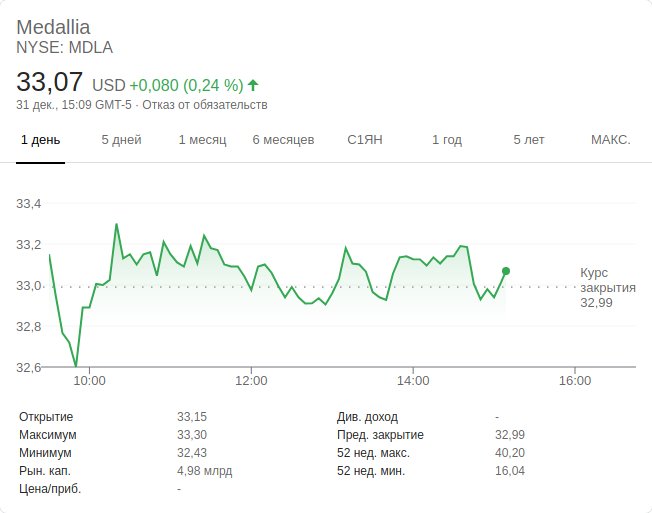 Medallia
NYSE: MDLA
33,07 USD +0,080 (0,24 %)
31 дек., 15:09 GMT-5 · Отказ от обязательств
1 день 5 дней 1 месяц 6 месяцев С1ЯН 1 год 5 лет МАКС.
33,4
33,2
33,0
32,8
32,6
Курс
закрытия
32,99
10:00 12:00 14:00 16:00
Открытие 33,15 Див. доход -
Максимум 33,30 Пред. закрытие 32,99
Минимум 32,43 52 нед. макс. 40,20
Рын. кап. 4,98 млрд 52 нед. мин. 16,04
Цена/приб. -